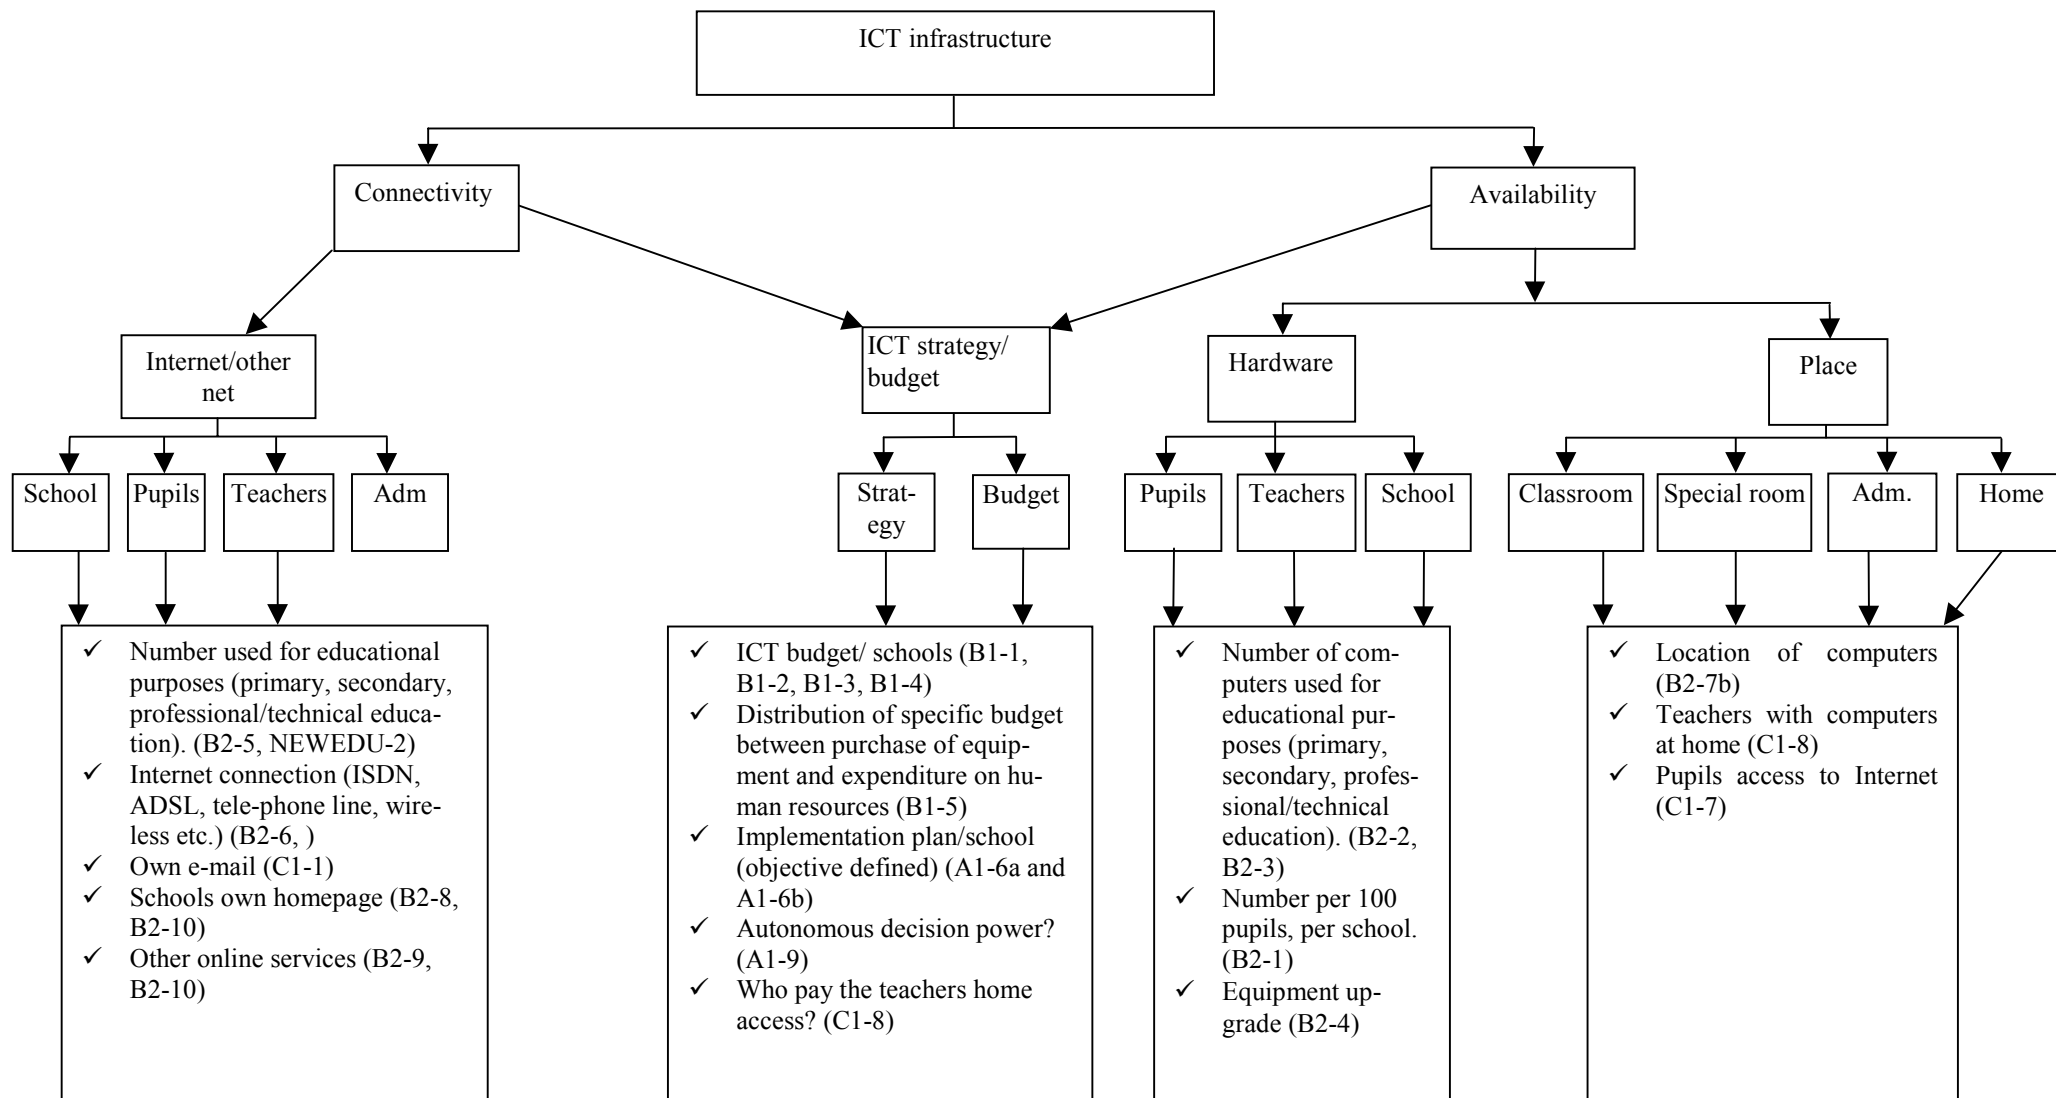 ICT infrastructure
Connectivity
Availability
Internet/other
net
ICT strategy/
budget
Hardware
Place
School
Pupils
Teachers
Adm
Strat-
egy
Budget
Pupils
Teachers
School
Classroom
Special room
Adm.
Home
✓ Number used for educational
purposes (primary, secondary,
professional/technical educa-
tion). (B2-5, NEWEDU-2)
✓ Internet connection (ISDN,
ADSL, tele-phone line, wire-
less etc.) (B2-6, )
✓ Own e-mail (C1-1)
✓ Schools own homepage (B2-8,
B2-10)
✓ Other online services (B2-9,
B2-10)
✓ ICT budget/ schools (B1-1,
B1-2, B1-3, B1-4)
✓ Distribution of specific budget
between purchase of equip-
ment and expenditure on hu-
man resources (B1-5)
✓ Implementation plan/school
(objective defined) (A1-6a and
A1-6b)
✓ Autonomous decision power?
(A1-9)
✓ Who pay the teachers home
access? (C1-8)
✓ Number of com-
puters used for
educational pur-
poses (primary,
secondary, profes-
sional/technical
education). (B2-2,
B2-3)
✓ Number per 100
pupils, per school.
(B2-1)
✓ Equipment up-
grade (B2-4)
✓ Location of computers
(B2-7b)
✓ Teachers with computers
at home (C1-8)
✓ Pupils access to Internet
(C1-7)